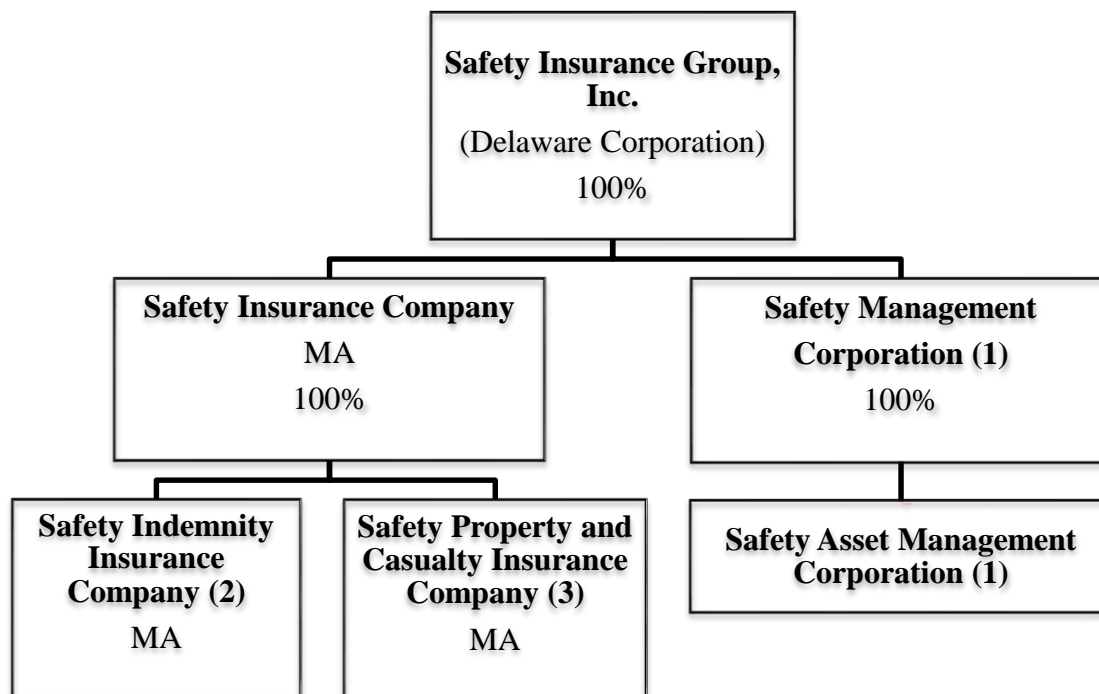 Safety Insurance Group,
Inc.
(Delaware Corporation)
100%
Safety Insurance Company
MA
100%
Safety Management
Corporation (1)
100%
Safety Indemnity
Insurance
Company (2)
MA
Safety Property and
Casualty Insurance
Company (3)
MA
Safety Asset Management
Corporation (1)